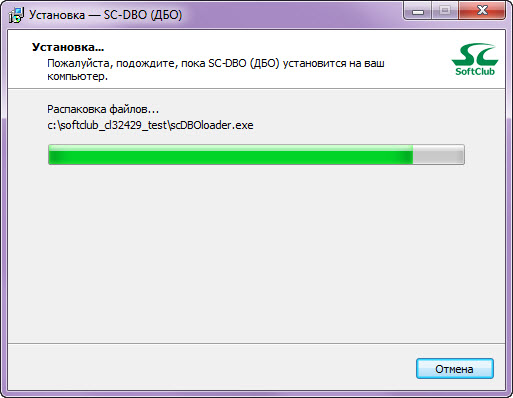 Установка — SC-DBO (ДБО)
Установка...
Пожалуйста, подождите, пока SC-DBO (ДБО) установится на ваш
компьютер.
SC
SoftClub
Распаковка файлов...
c:\softclub_cl32429_test\scDBOloader.exe
Отмена